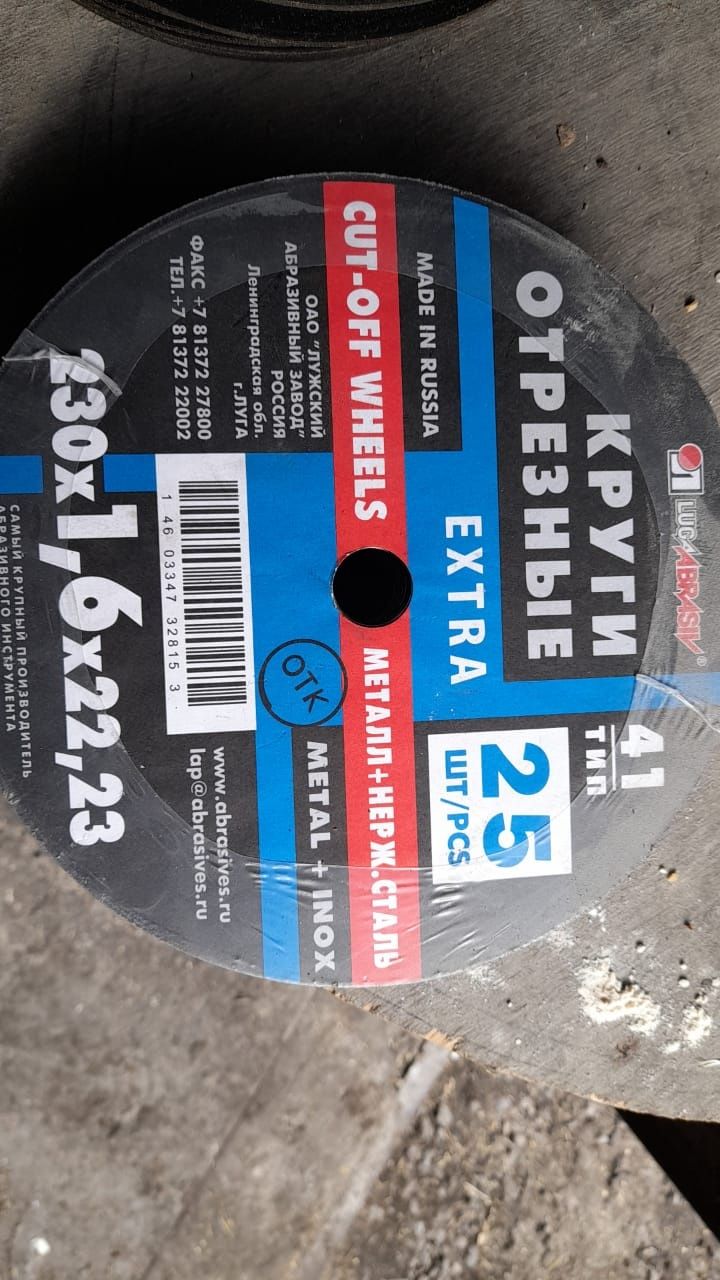 LUGAABRASIV®
КРУГИ
ОТРЕЗНЫЕ
41
ТИП
25
ШТ/PCS
EXTRA
MADE IN RUSSIA
CUT-OFF WHEELS
МЕТАЛЛ+НЕРЖ.СТАЛЬ
METAL + INOX
ОАО "ЛУЖСКИЙ
АБРАЗИВНЫЙ ЗАВОД"
РОССИЯ
Ленинградская обл.
г.ЛУГА
ОТК
ФАКС +7 81372 27800
ТЕЛ.+7 81372 22002
1 46 03347 32815 3
www.abrasives.ru
lap@abrasives.ru
230x1,6x22,23
САМЫЙ КРУПНЫЙ ПРОИЗВОДИТЕЛЬ
АБРАЗИВНОГО ИНСТРУМЕНТА